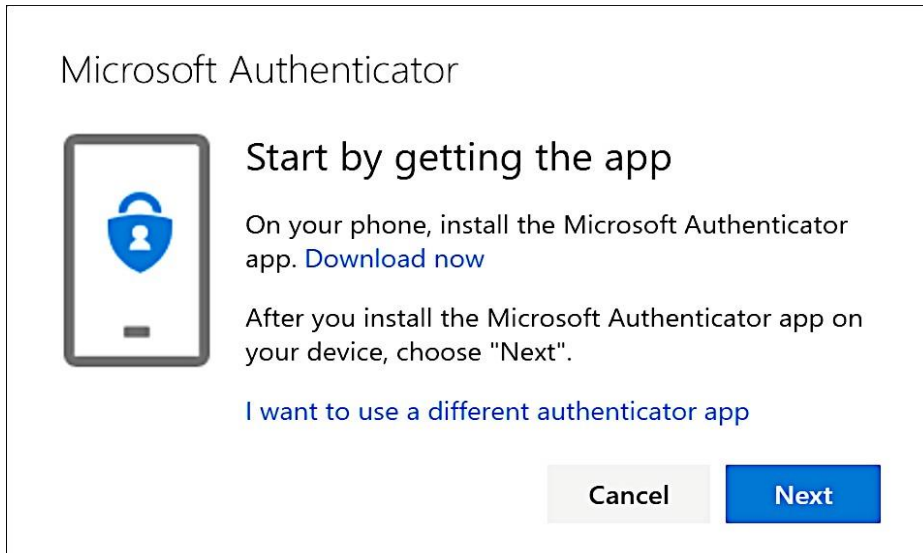 Microsoft Authenticator
Start by getting the app
On your phone, install the Microsoft Authenticator
app. Download now
After you install the Microsoft Authenticator app on
your device, choose "Next".
I want to use a different authenticator app
Cancel
Next